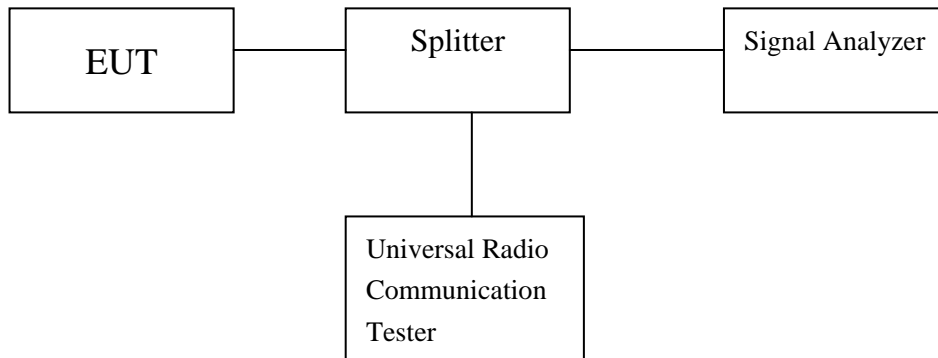 EUT
Splitter
Signal Analyzer
Universal Radio
Communication
Tester